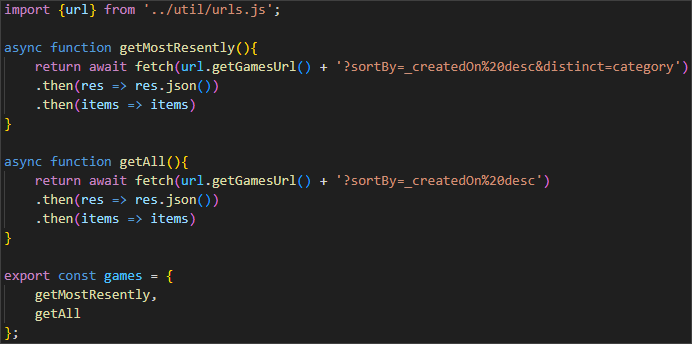 import {url} from '../util/urls.js';
async function getMostResently(){
return await fetch(url.getGamesUrl() + '?sortBy=_createdOn%20desc&distinct=category')
.then(res => res.json())
.then(items => items)
}
async function getAll(){
return await fetch(url.getGamesUrl() + '?sortBy=_createdOn%20desc')
.then(res => res.json())
.then(items => items)
}
export const games = {
getMostResently,
getAll
};